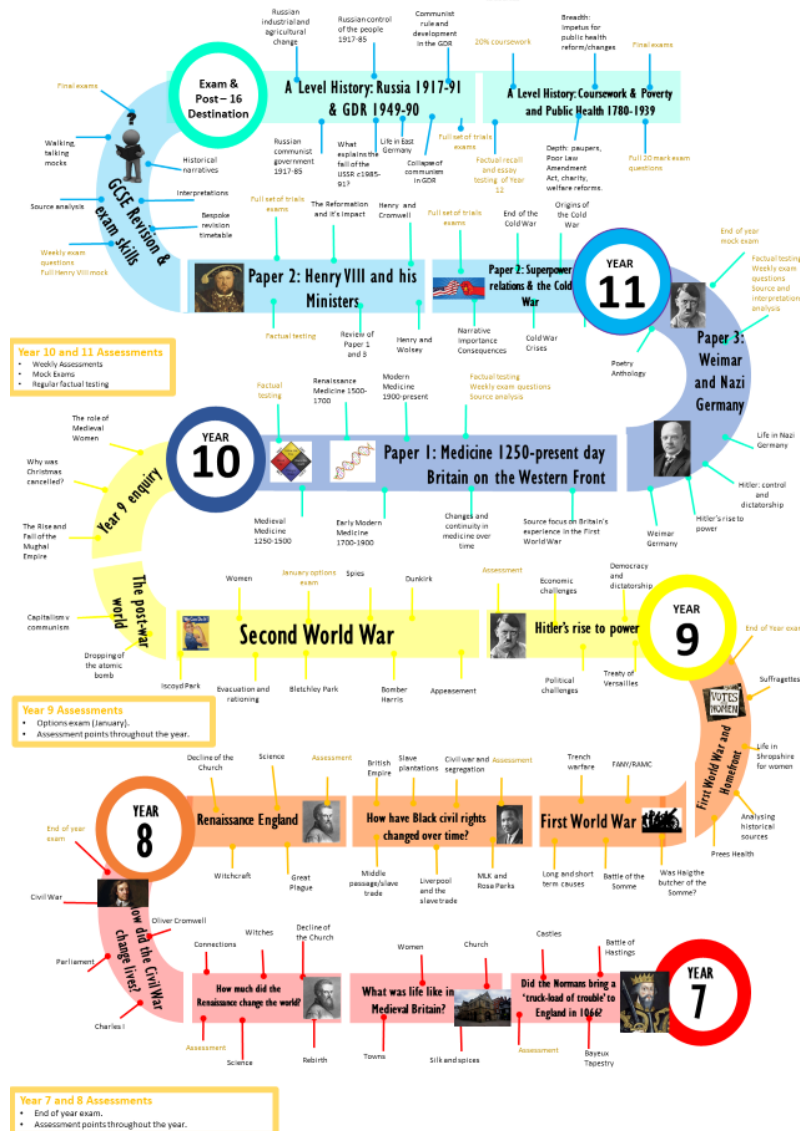 Russian
industrial and
agricultural
change
Russian control
of the people
1917-85
Communist
rule and
development
in the GDR
20% coursework
Breadth:
Impetus for
public health
reform/changes
Final exams
Exam &
Post – 16
Destination
A Level History: Russia 1917-91
& GDR 1949-90
A Level History: Coursework & Poverty
and Public Health 1780-1939
Russian
communist
government
1917-85
What
explains the
fall of the
USSR c1985-
91?
Life in East
Germany
Collapse of
communism
in GDR
Full set of trials
exams
Factual recall
and essay
testing of Year
12
Depth: paupers,
Poor Law
Amendment
Act, charity,
welfare reforms.
Full 20 mark exam
questions
Final exams
?
Walking,
talking
mocks
Historical
narratives
Interpretations
Source analysis
Bespoke
revision
timetable
Weekly exam
questions
Full Henry VIII mock
GCSE Revision &
exam skills
Full set of trials
exams
The Reformation
and it's impact
Henry and
Cromwell
Full set of trials
exams
End of the
Cold War
Origins of
the Cold
War
Paper 2: Henry VIII and his
Ministers
Paper 2: Superpower
relations & the Cold
War
YEAR
11
End of year
mock exam
Factual testing
Weekly exam
questions
Source and
interpretation
analysis
Factual testing
Review of
Paper 1
and 3
Henry and
Wolsey
Narrative
Importance
Consequences
Cold War
Crises
Poetry
Anthology
Paper 3:
Weimar
and Nazi
Germany
Year 10 and 11 Assessments
• Weekly Assessments
• Mock Exams
• Regular factual testing
Factual
testing
Renaissance
Medicine 1500-
1700
Modern
Medicine
1900-present
Factual testing
Weekly exam questions
Source analysis
YEAR
10
Paper 1: Medicine 1250-present day
Britain on the Western Front
Life in Nazi
Germany
Hitler: control
and
dictatorship
Hitler's rise to
power
Weimar
Germany
Medieval
Medicine
1250-1500
Early Modern
Medicine
1700-1900
Changes and
continuity in
medicine over
time
Source focus on Britain's
experience in the First
World War
The role of
Medieval
Women
Why was
Christmas
cancelled?
The Rise and
Fall of the
Mughal
Empire
Year 9 enquiry
The post-war
world
Capitalism v
communism
Dropping of
the atomic
bomb
Women
January options
exam
Spies
Dunkirk
Assessment
Economic
challenges
Democracy
and
dictatorship
Second World War
Hitler's rise to power
YEAR
9
Iscoyd Park
Evacuation and
rationing
Bletchley Park
Bomber
Harris
Appeasement
Political
challenges
Treaty of
Versailles
End of Year exam
Suffragettes
VOTES
FOR
WOMEN
Life in
Shropshire
for women
Analysing
historical
sources
Prees Health
First World War and
Homefront
Year 9 Assessments
• Options exam (January).
• Assessment points throughout the year.
Decline of the
Church
Science
Assessment
British
Empire
Slave
plantations
Civil war and
segregation
Assessment
Trench
warfare
FANY/RAMC
YEAR
8
Renaissance England
How have Black civil rights
changed over time?
First World War
Witchcraft
Great
Plague
Middle
passage/slave
trade
Liverpool
and the
slave trade
MLK and
Rosa Parks
Long and short
term causes
Battle of the
Somme
Was Haig the
butcher of the
Somme?
End of year
exam
Civil War
Oliver Cromwell
Parliament
Charles I
How did the Civil War
change lives?
Connections
Witches
Decline of
the Church
Women
Church
Castles
Battle of
Hastings
How much did the
Renaissance change the world?
What was life like in
Medieval Britain?
Did the Normans bring a
'truck-load of trouble' to
England in 1066?
YEAR
7
Assessment
Science
Rebirth
Towns
Silk and spices
Assessment
Bayeux
Tapestry
Year 7 and 8 Assessments
• End of year exam.
• Assessment points throughout the year.